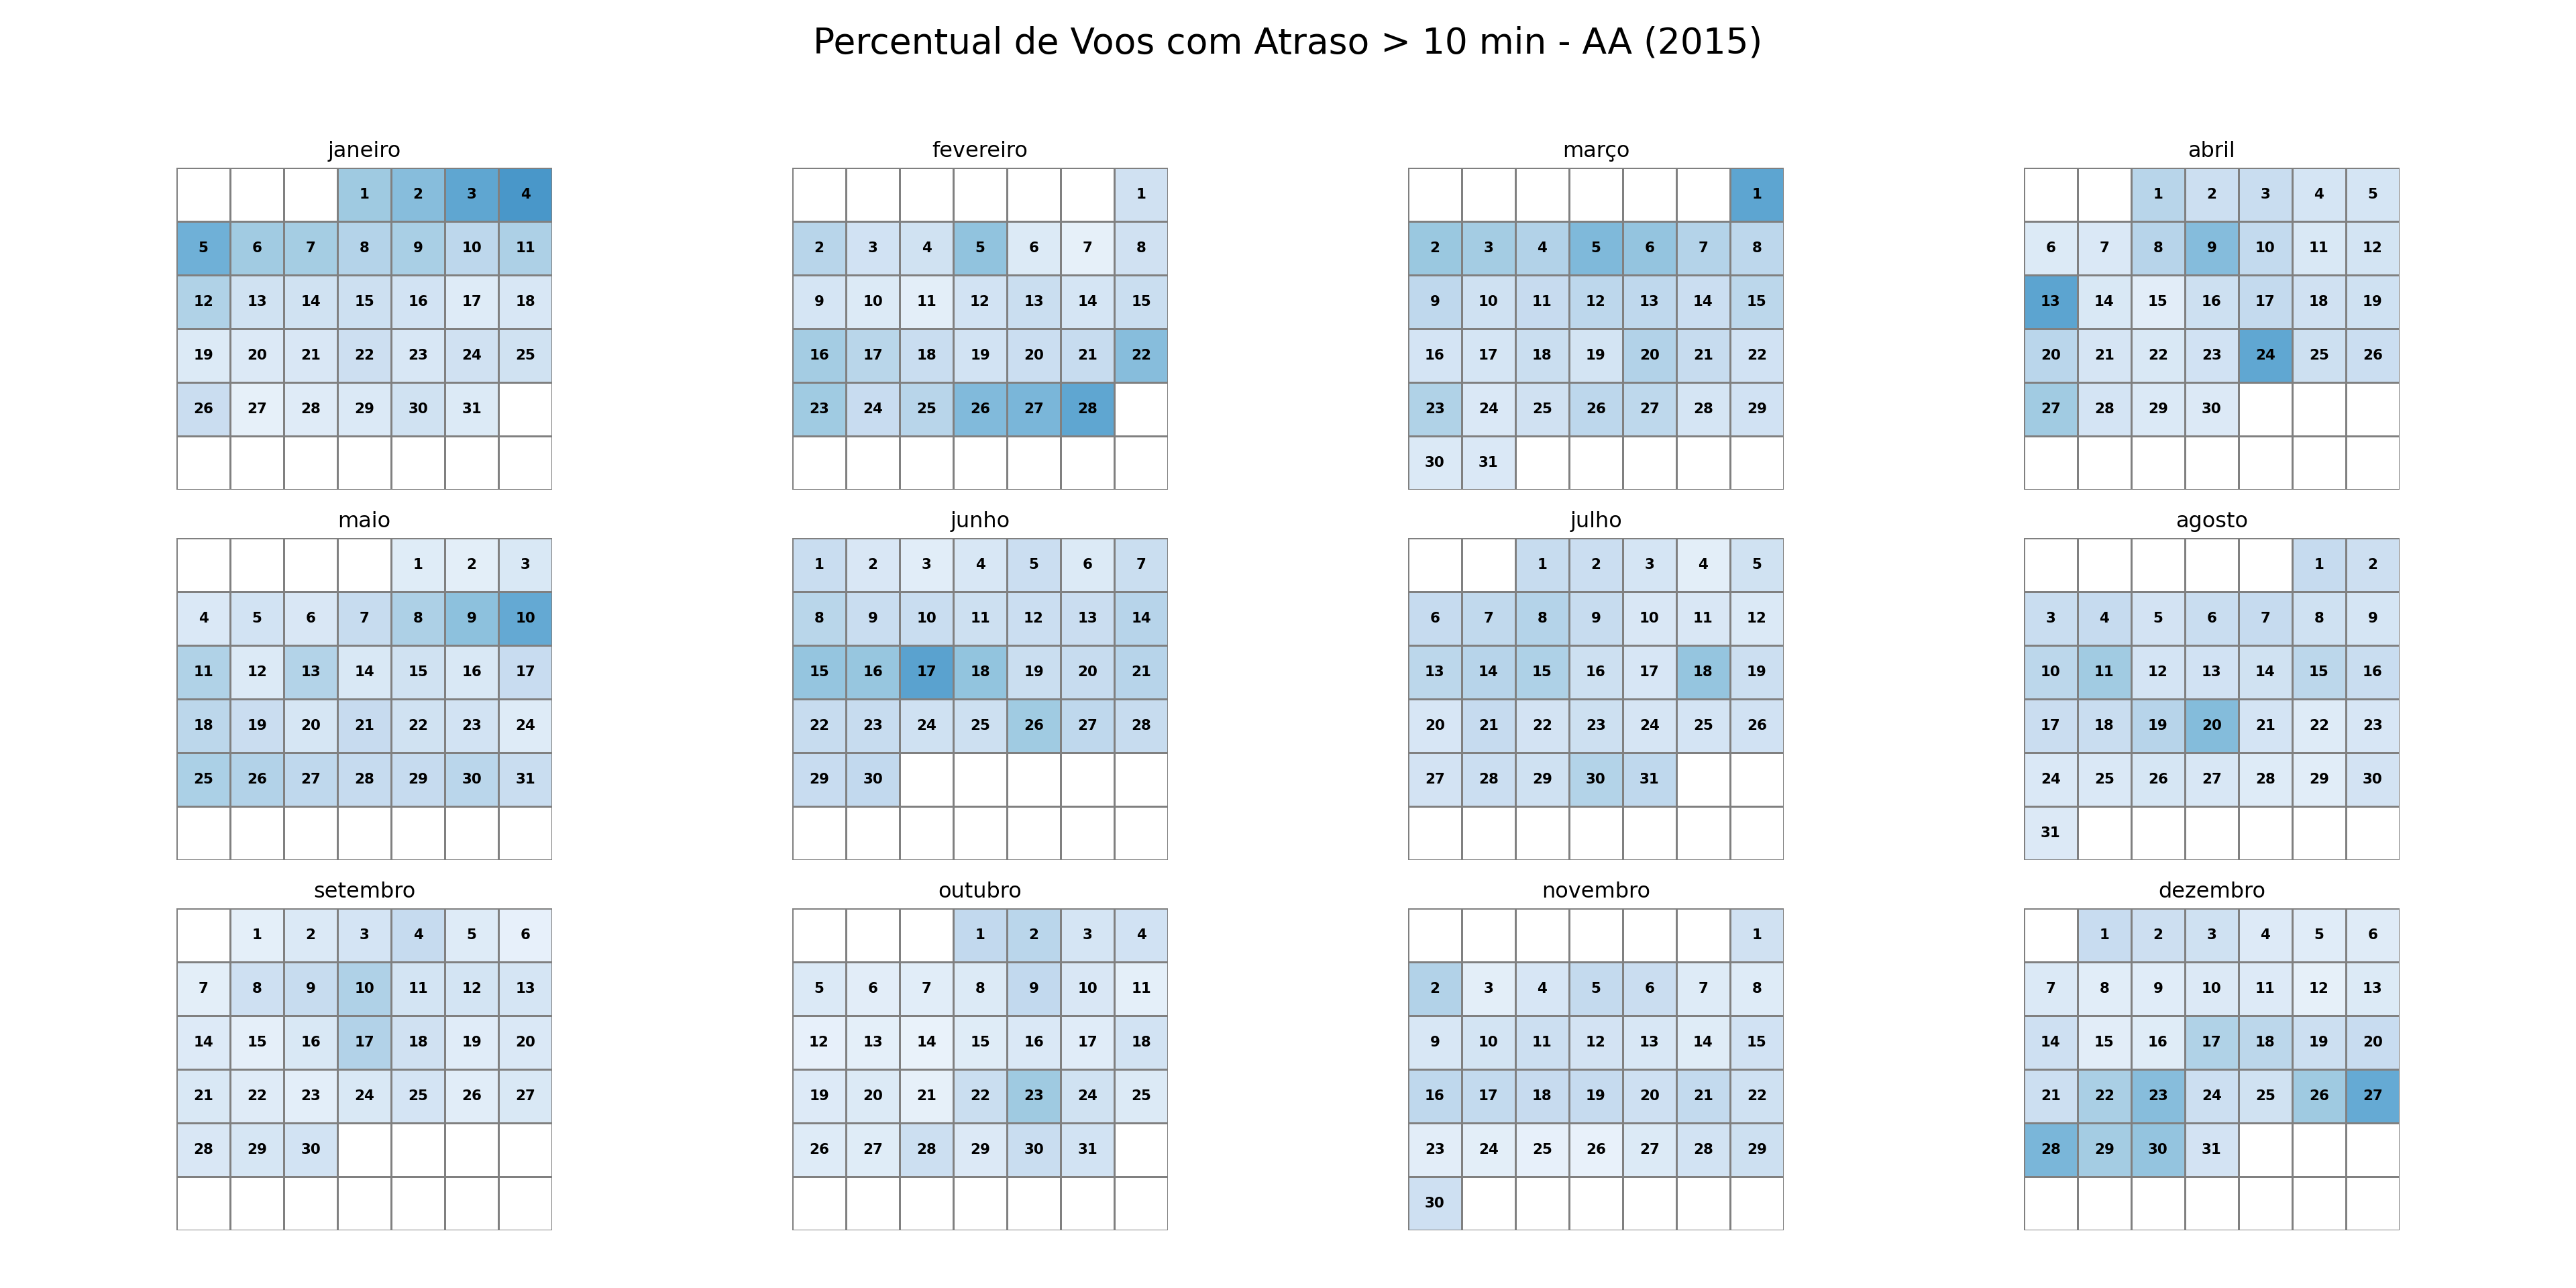 Percentual de Voos com Atraso > 10 min - AA (2015)
janeiro
1 2 3 4
5 6 7 8 9 10 11
12 13 14 15 16 17 18
19 20 21 22 23 24 25
26 27 28 29 30 31
fevereiro
1
2 3 4 5 6 7 8
9 10 11 12 13 14 15
16 17 18 19 20 21 22
23 24 25 26 27 28
março
1
2 3 4 5 6 7 8
9 10 11 12 13 14 15
16 17 18 19 20 21 22
23 24 25 26 27 28 29
30 31
abril
1 2 3 4 5
6 7 8 9 10 11 12
13 14 15 16 17 18 19
20 21 22 23 24 25 26
27 28 29 30
maio
1 2 3
4 5 6 7 8 9 10
11 12 13 14 15 16 17
18 19 20 21 22 23 24
25 26 27 28 29 30 31
junho
1 2 3 4 5 6 7
8 9 10 11 12 13 14
15 16 17 18 19 20 21
22 23 24 25 26 27 28
29 30
julho
1 2 3 4 5
6 7 8 9 10 11 12
13 14 15 16 17 18 19
20 21 22 23 24 25 26
27 28 29 30 31
agosto
1 2
3 4 5 6 7 8 9
10 11 12 13 14 15 16
17 18 19 20 21 22 23
24 25 26 27 28 29 30
31
setembro
1 2 3 4 5 6
7 8 9 10 11 12 13
14 15 16 17 18 19 20
21 22 23 24 25 26 27
28 29 30
outubro
1 2 3 4
5 6 7 8 9 10 11
12 13 14 15 16 17 18
19 20 21 22 23 24 25
26 27 28 29 30 31
novembro
1
2 3 4 5 6 7 8
9 10 11 12 13 14 15
16 17 18 19 20 21 22
23 24 25 26 27 28 29
30
dezembro
1 2 3 4 5 6
7 8 9 10 11 12 13
14 15 16 17 18 19 20
21 22 23 24 25 26 27
28 29 30 31